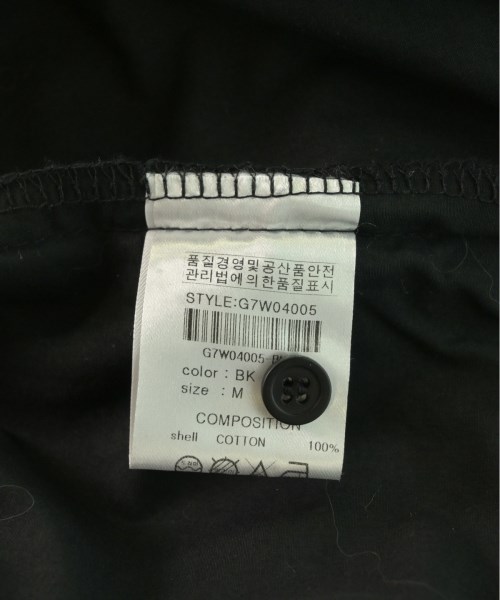 품질경영및공산품안전
관리법에의한품질표시
STYLE:G7W04005
G7W04005-B
color : BK
size : M
COMPOSITION
shell COTTON 100%